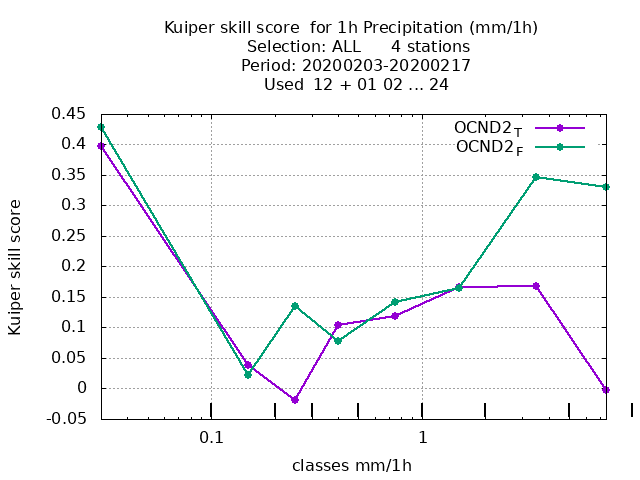 Kuiper skill score  for 1h Precipitation (mm/1h)
Selection: ALL      4 stations
Period: 20200203-20200217
Used  12 + 01 02 ... 24
OCND2T
OCND2F
0.45
0.4
0.35
0.3
0.25
0.2
0.15
0.1
0.05
0
-0.05
Kuiper skill score
0.1 1
classes mm/1h